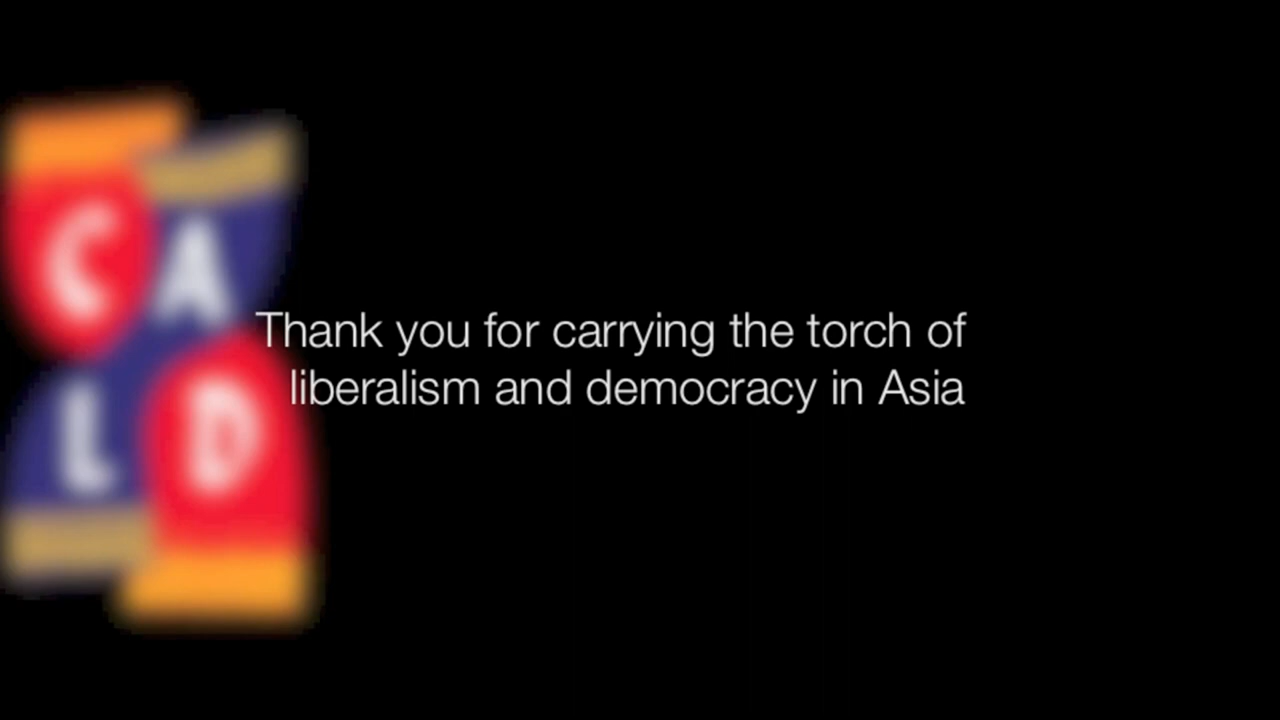 C A
L D
Thank you for carrying the torch of
liberalism and democracy in Asia